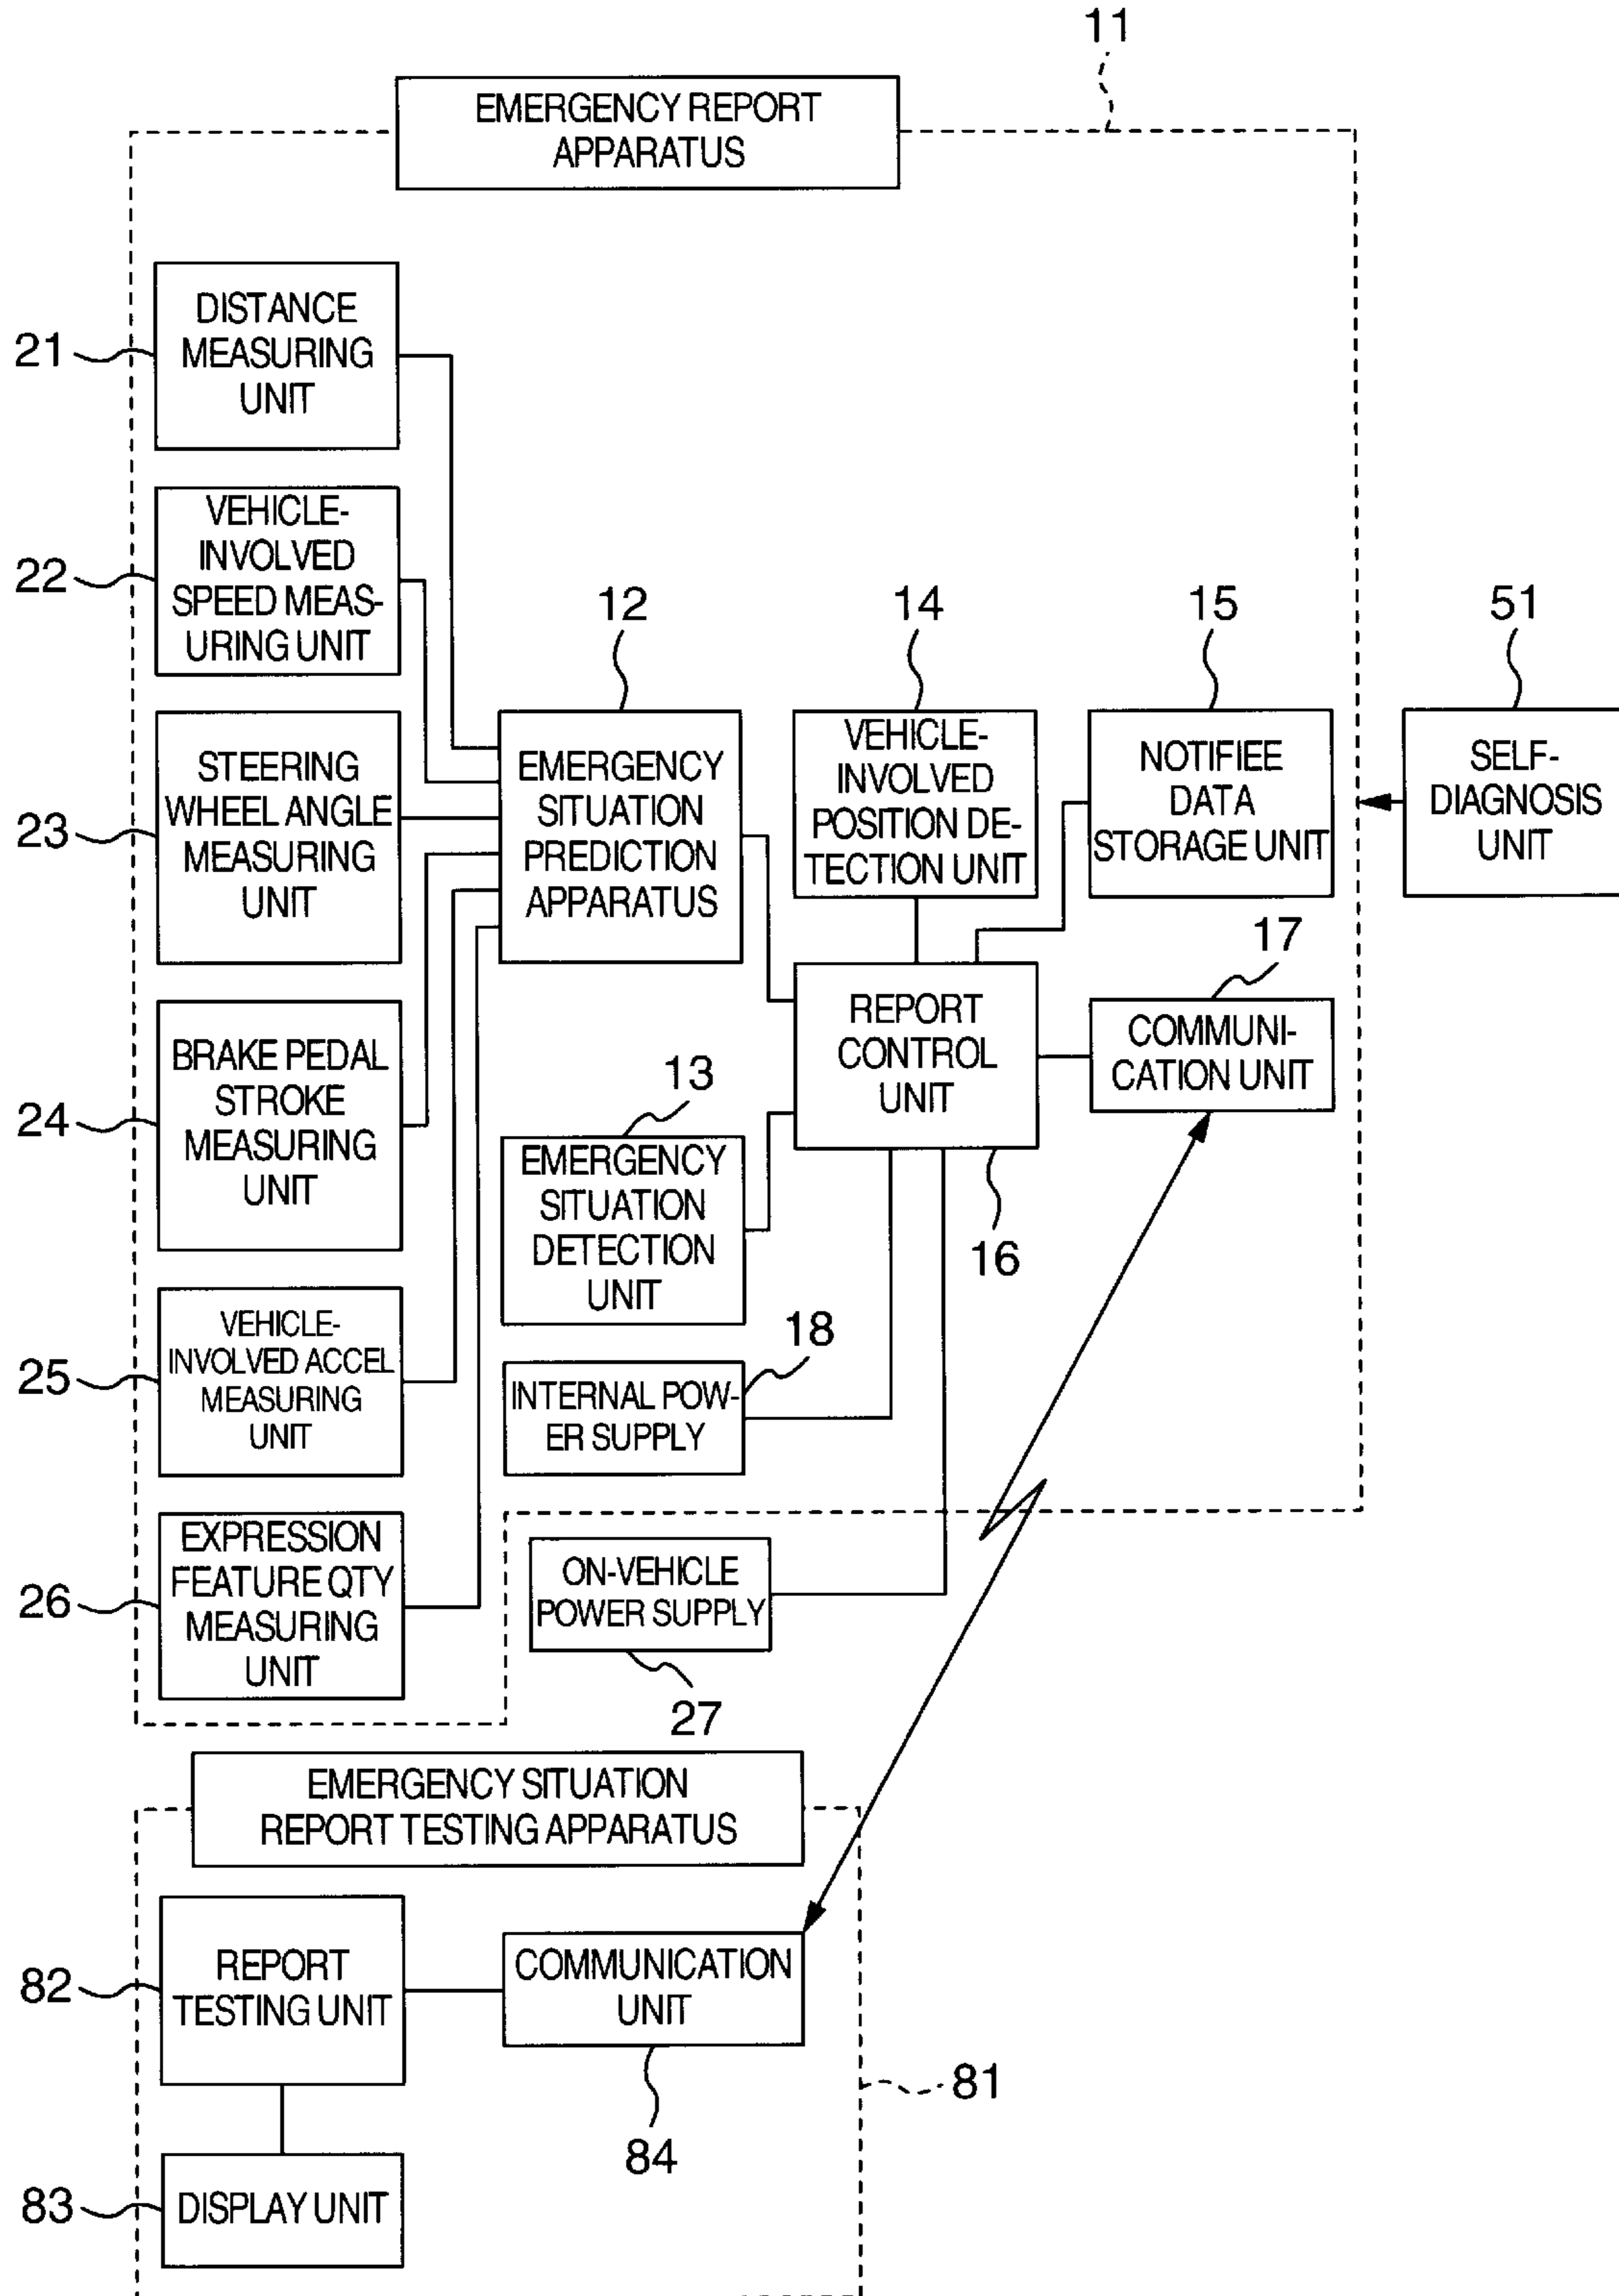 11
EMERGENCY REPORT
APPARATUS
21
DISTANCE
MEASURING
UNIT
22
VEHICLE-
INVOLVED
SPEED MEAS-
URING UNIT
23
STEERING
WHEEL ANGLE
MEASURING
UNIT
24
BRAKE PEDAL
STROKE
MEASURING
UNIT
25
VEHICLE-
INVOLVED ACCEL
MEASURING
UNIT
26
EXPRESSION
FEATURE QTY
MEASURING
UNIT
12
EMERGENCY
SITUATION
PREDICTION
APPARATUS
14
VEHICLE-
INVOLVED
POSITION DE-
TECTION UNIT
15
NOTIFIEE
DATA
STORAGE UNIT
51
SELF-
DIAGNOSIS
UNIT
17
COMMUNI-
CATION UNIT
REPORT
CONTROL
UNIT
16
13
EMERGENCY
SITUATION
DETECTION
UNIT
18
INTERNAL POW-
ER SUPPLY
ON-VEHICLE
POWER SUPPLY
27
EMERGENCY SITUATION
REPORT TESTING APPARATUS
82
REPORT
TESTING UNIT
COMMUNICATION
UNIT
84
81
83
DISPLAY UNIT